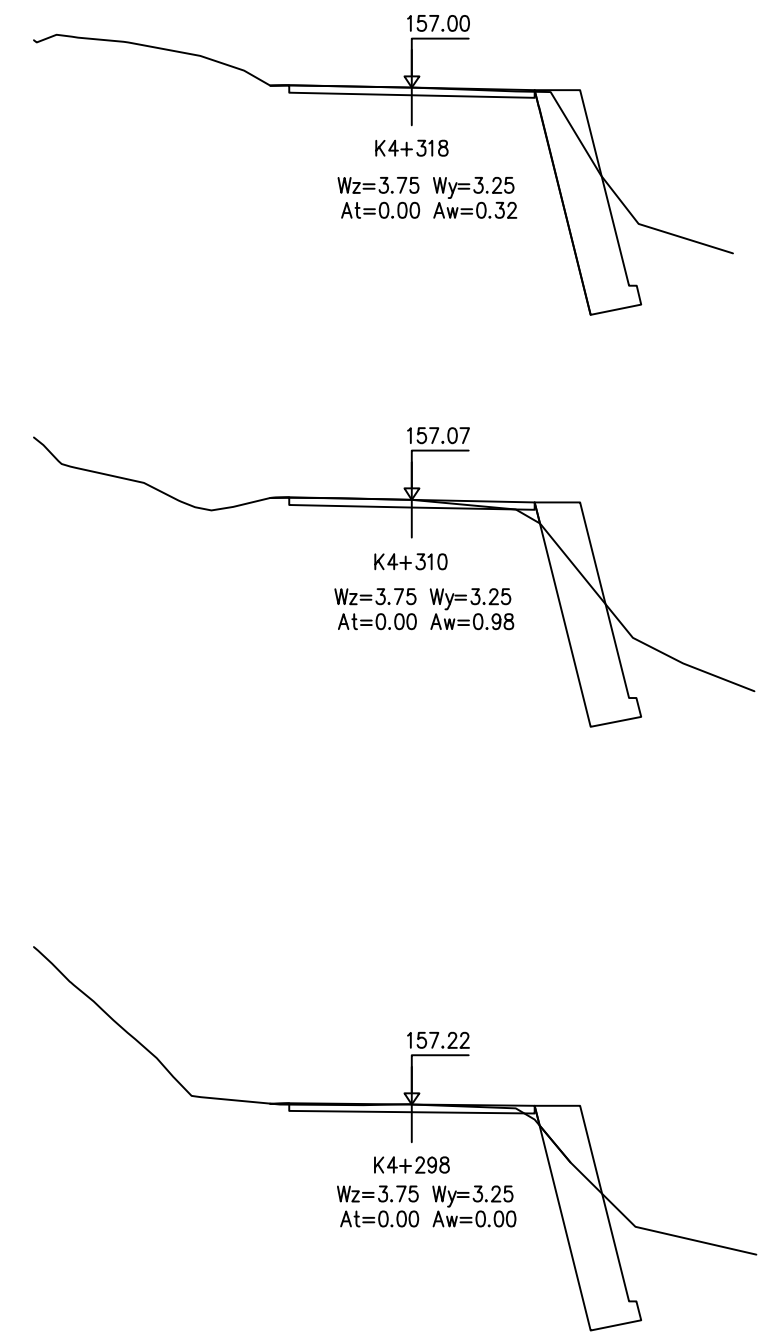 157.00
K4+318
Wz=3.75 Wy=3.25
At=0.00 Aw=0.32
157.07
K4+310
Wz=3.75 Wy=3.25
At=0.00 Aw=0.98
157.22
K4+298
Wz=3.75 Wy=3.25
At=0.00 Aw=0.00